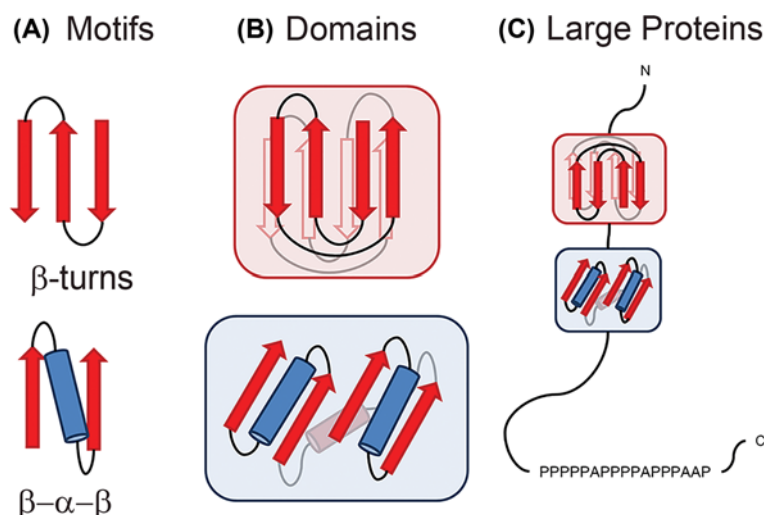 (A) Motifs
(B) Domains
(C) Large Proteins
N
β-turns
β–α–β
PPPPPAPPPPAPPPAAP
C